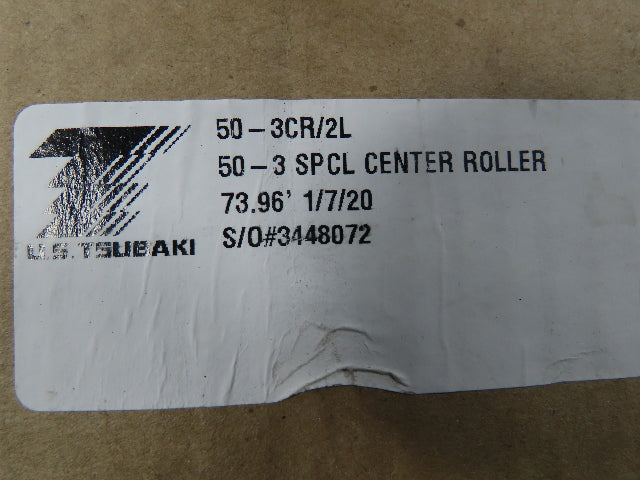 50-3CR/2L
50-3 SPCL CENTER ROLLER
73.96' 1/7/20
S/O#3448072
U.S. TSUBAKI